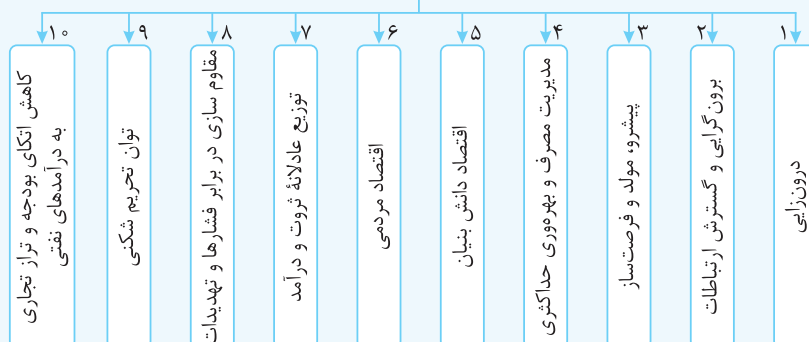 ۱
درون‌زایی
۲
برون‌گرایی و گسترش ارتباطات
۳
پیشرو، مولد و فرصت‌ساز
۴
مدیریت مصرف و بهره‌وری حداکثری
۵
اقتصاد دانش بنیان
۶
اقتصاد مردمی
۷
توزیع عادلانهٔ ثروت و درآمد
۸
مقاوم سازی در برابر فشارها و تهدیدات
۹
توان تحریم شکنی
۱۰
کاهش اتکای بودجه و تراز تجاری
به درآمدهای نفتی